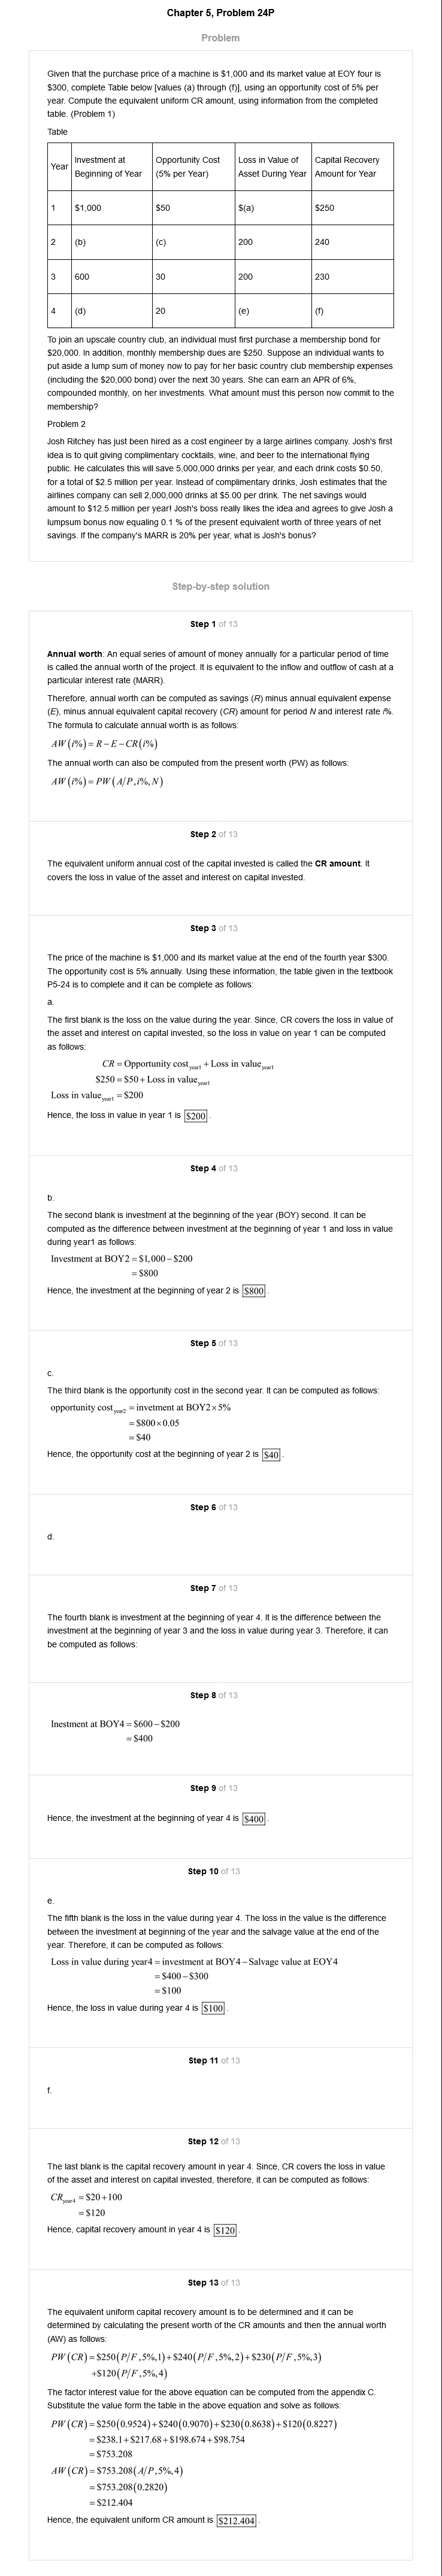 Chapter 5, Problem 24P
Problem
Given that the purchase price of a machine is $1,000 and its market value at EOY four is
$300, complete Table below [values (a) through (f)], using an opportunity cost of 5% per
year. Compute the equivalent uniform CR amount, using information from the completed
table. (Problem 1)
Table
Year
Investment at
Beginning of Year
Opportunity Cost
(5% per Year)
Loss in Value of
Asset During Year
Capital Recovery
Amount for Year
1 $1,000 $50 $(a) $250
2 (b) (c) 200 240
3 600 30 200 230
4 (d) 20 (e) (f)
To join an upscale country club, an individual must first purchase a membership bond for
$20,000. In addition, monthly membership dues are $250. Suppose an individual wants to
put aside a lump sum of money now to pay for her basic country club membership expenses
(including the $20,000 bond) over the next 30 years. She can earn an APR of 6%,
compounded monthly, on her investments. What amount must this person now commit to the
membership?
Problem 2
Josh Ritchey has just been hired as a cost engineer by a large airlines company. Josh's first
idea is to quit giving complimentary cocktails, wine, and beer to the international flying
public. He calculates this will save 5,000,000 drinks per year, and each drink costs $0.50,
for a total of $2.5 million per year. Instead of complimentary drinks, Josh estimates that the
airlines company can sell 2,000,000 drinks at $5.00 per drink. The net savings would
amount to $12.5 million per year! Josh's boss really likes the idea and agrees to give Josh a
lumpsum bonus now equaling 0.1 % of the present equivalent worth of three years of net
savings. If the company's MARR is 20% per year, what is Josh's bonus?
Step-by-step solution
Step 1 of 13
Annual worth: An equal series of amount of money annually for a particular period of time
is called the annual worth of the project. It is equivalent to the inflow and outflow of cash at a
particular interest rate (MARR).
Therefore, annual worth can be computed as savings (R) minus annual equivalent expense
(E), minus annual equivalent capital recovery (CR) amount for period N and interest rate i%.
The formula to calculate annual worth is as follows:
AW (i%) = R − E − CR(i%)
The annual worth can also be computed from the present worth (PW) as follows:
AW (i%) = PW (A/P, i%, N)
Step 2 of 13
The equivalent uniform annual cost of the capital invested is called the CR amount. It
covers the loss in value of the asset and interest on capital invested.
Step 3 of 13
The price of the machine is $1,000 and its market value at the end of the fourth year $300.
The opportunity cost is 5% annually. Using these information, the table given in the textbook
P5-24 is to complete and it can be complete as follows:
a.
The first blank is the loss on the value during the year. Since, CR covers the loss in value of
the asset and interest on capital invested, so the loss in value on year 1 can be computed
as follows:
CR = Opportunity cost year1 + Loss in value year1
$250 = $50 + Loss in value year1
Loss in value year1 = $200
Hence, the loss in value in year 1 is $200 .
Step 4 of 13
b.
The second blank is investment at the beginning of the year (BOY) second. It can be
computed as the difference between investment at the beginning of year 1 and loss in value
during year1 as follows:
Investment at BOY2 = $1,000 − $200
= $800
Hence, the investment at the beginning of year 2 is $800 .
Step 5 of 13
c.
The third blank is the opportunity cost in the second year. It can be computed as follows:
opportunity cost year2 = invetment at BOY2 × 5%
= $800 × 0.05
= $40
Hence, the opportunity cost at the beginning of year 2 is $40 .
Step 6 of 13
d.
Step 7 of 13
The fourth blank is investment at the beginning of year 4. It is the difference between the
investment at the beginning of year 3 and the loss in value during year 3. Therefore, it can
be computed as follows:
Step 8 of 13
Inestment at BOY4 = $600 − $200
= $400
Step 9 of 13
Hence, the investment at the beginning of year 4 is $400 .
Step 10 of 13
e.
The fifth blank is the loss in the value during year 4. The loss in the value is the difference
between the investment at beginning of the year and the salvage value at the end of the
year. Therefore, it can be computed as follows:
Loss in value during year4 = investment at BOY4 − Salvage value at EOY4
= $400 − $300
= $100
Hence, the loss in value during year 4 is $100 .
Step 11 of 13
f.
Step 12 of 13
The last blank is the capital recovery amount in year 4. Since, CR covers the loss in value
of the asset and interest on capital invested, therefore, it can be computed as follows:
CR year4 = $20 + 100
= $120
Hence, capital recovery amount in year 4 is $120 .
Step 13 of 13
The equivalent uniform capital recovery amount is to be determined and it can be
determined by calculating the present worth of the CR amounts and then the annual worth
(AW) as follows:
PW (CR) = $250(P/F, 5%, 1) + $240(P/F, 5%, 2) + $230(P/F, 5%, 3)
+$120(P/F, 5%, 4)
The factor interest value for the above equation can be computed from the appendix C.
Substitute the value form the table in the above equation and solve as follows:
PW (CR) = $250(0.9524) + $240(0.9070) + $230(0.8638) + $120(0.8227)
= $238.1 + $217.68 + $198.674 + $98.754
= $753.208
AW (CR) = $753.208(A/P, 5%, 4)
= $753.208(0.2820)
= $212.404
Hence, the equivalent uniform CR amount is $212.404 .